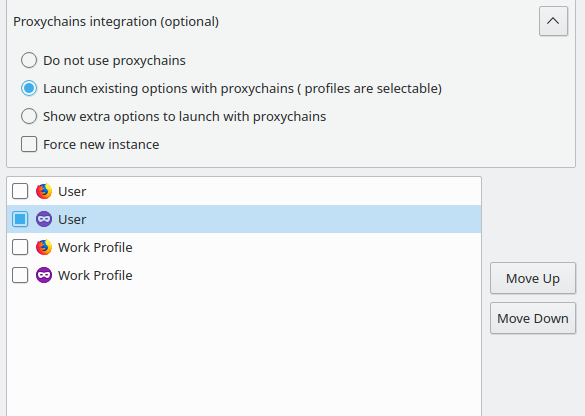 Proxychains integration (optional)
Do not use proxychains
Launch existing options with proxychains ( profiles are selectable)
Show extra options to launch with proxychains
Force new instance
User
User
Work Profile
Work Profile
Move Up
Move Down